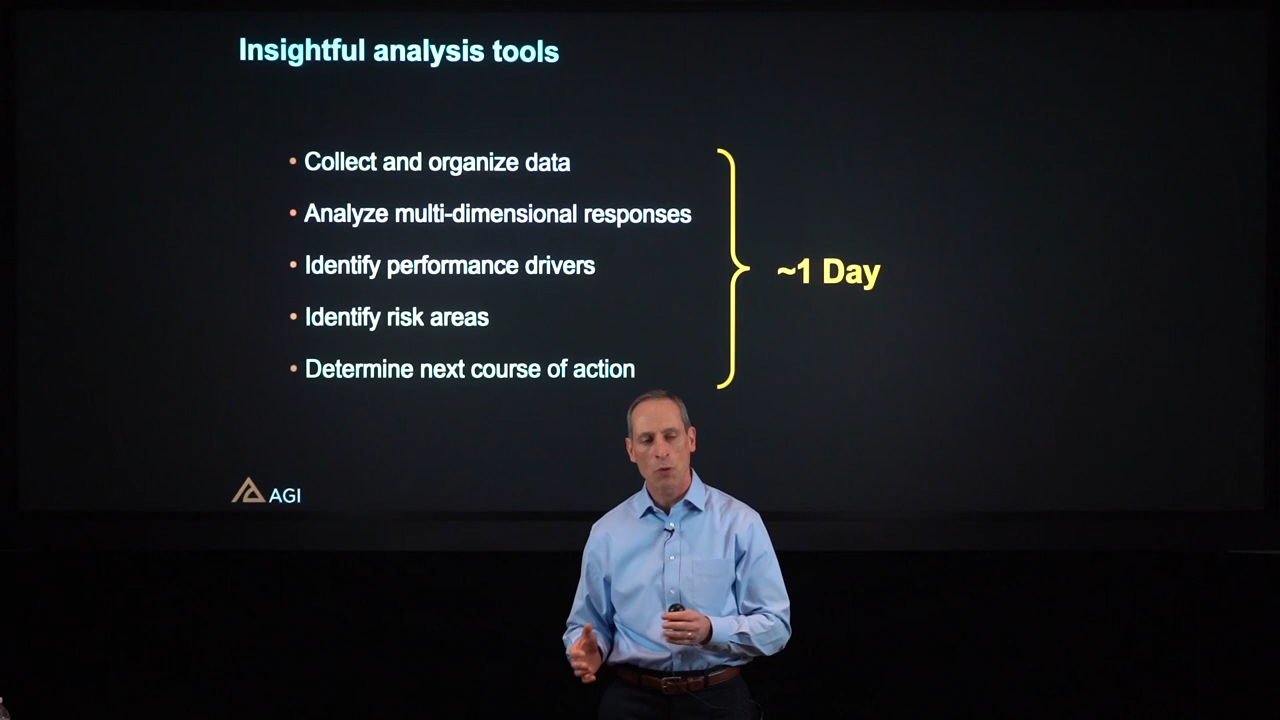 Insightful analysis tools
• Collect and organize data
• Analyze multi-dimensional responses
• Identify performance drivers
• Identify risk areas
• Determine next course of action
~1 Day
AGI